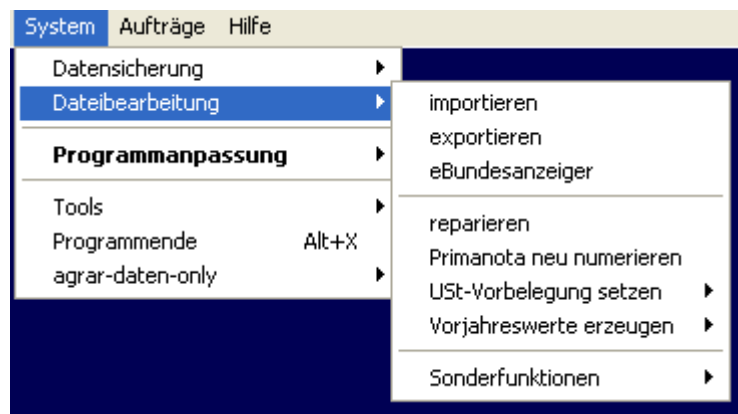 System Aufträge Hilfe
Datensicherung
Dateibearbeitung
Programmanpassung
Tools
Programmende Alt+X
agrar-daten-only
importieren
exportieren
eBundesanzeiger
reparieren
Primanota neu numerieren
USt-Vorbelegung setzen
Vorjahreswerte erzeugen
Sonderfunktionen